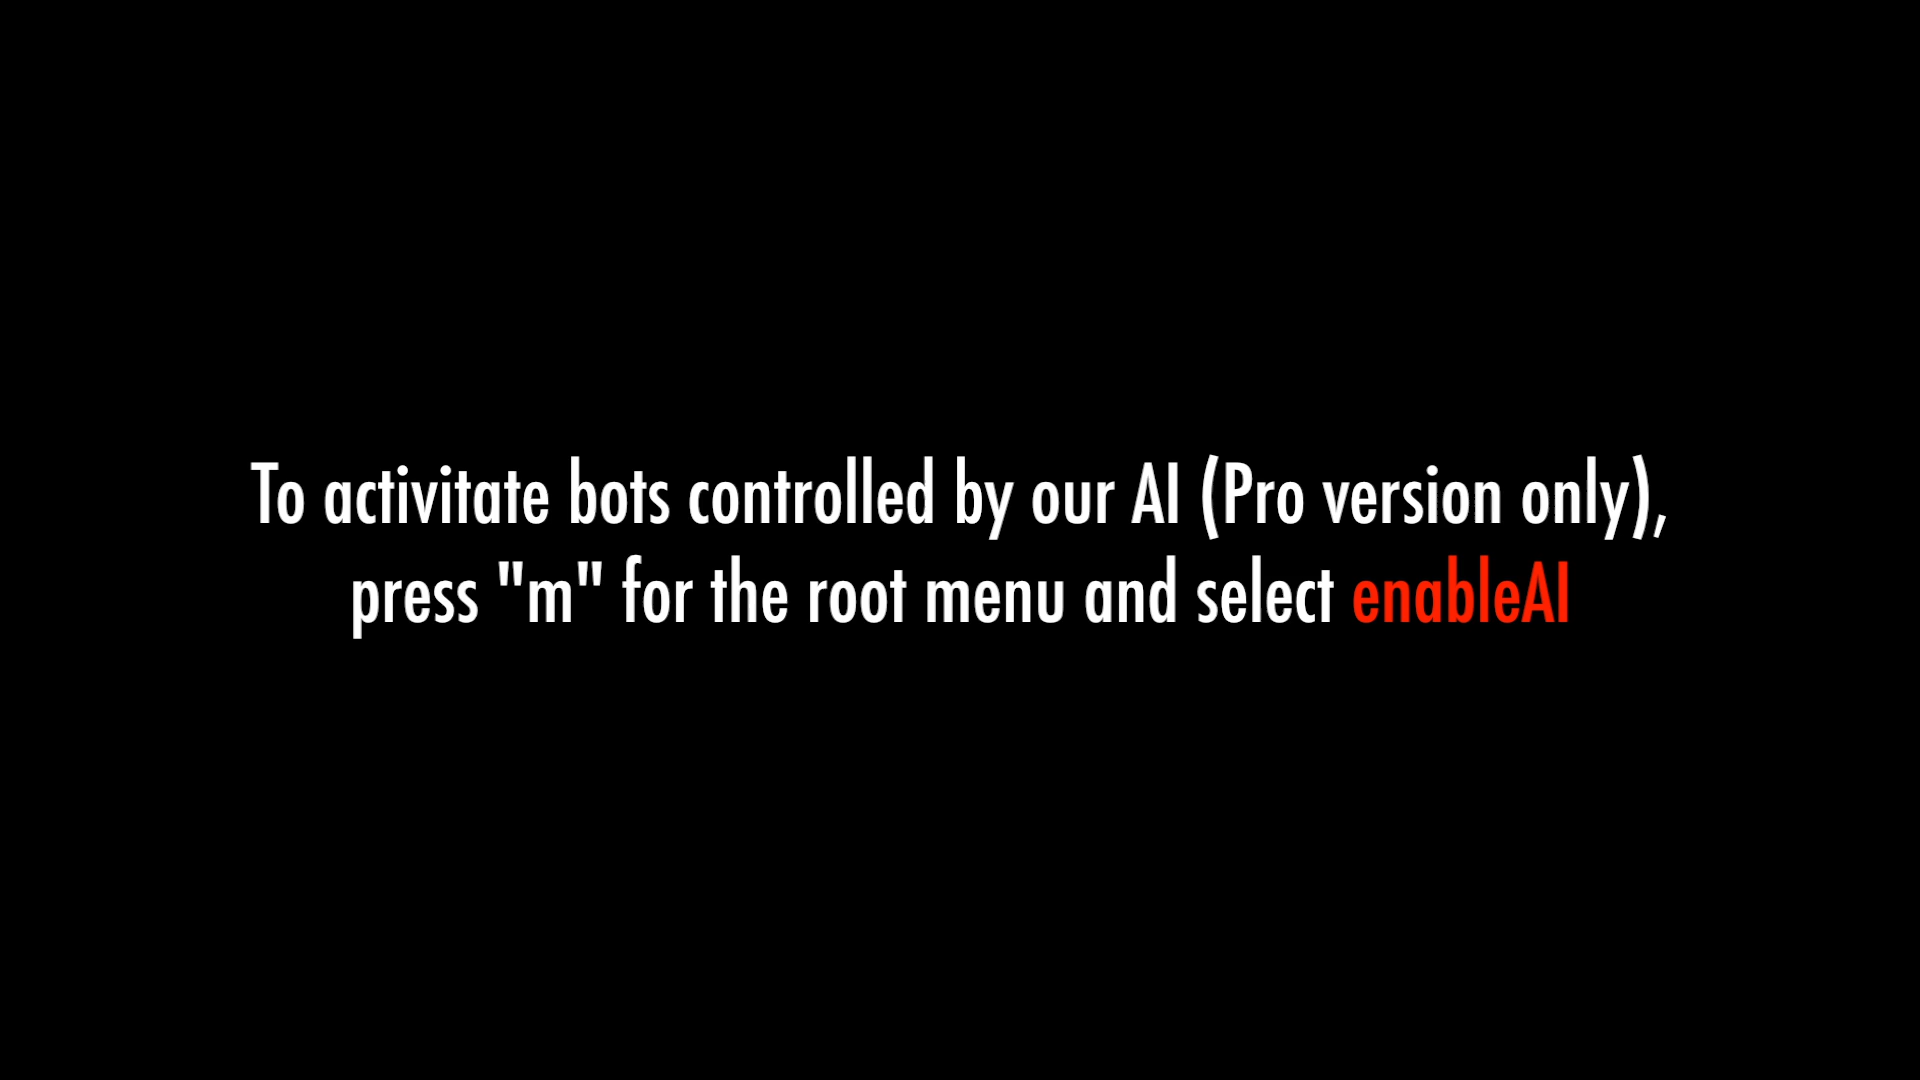 To activitate bots controlled by our AI (Pro version only),
press "m" for the root menu and select enableAI